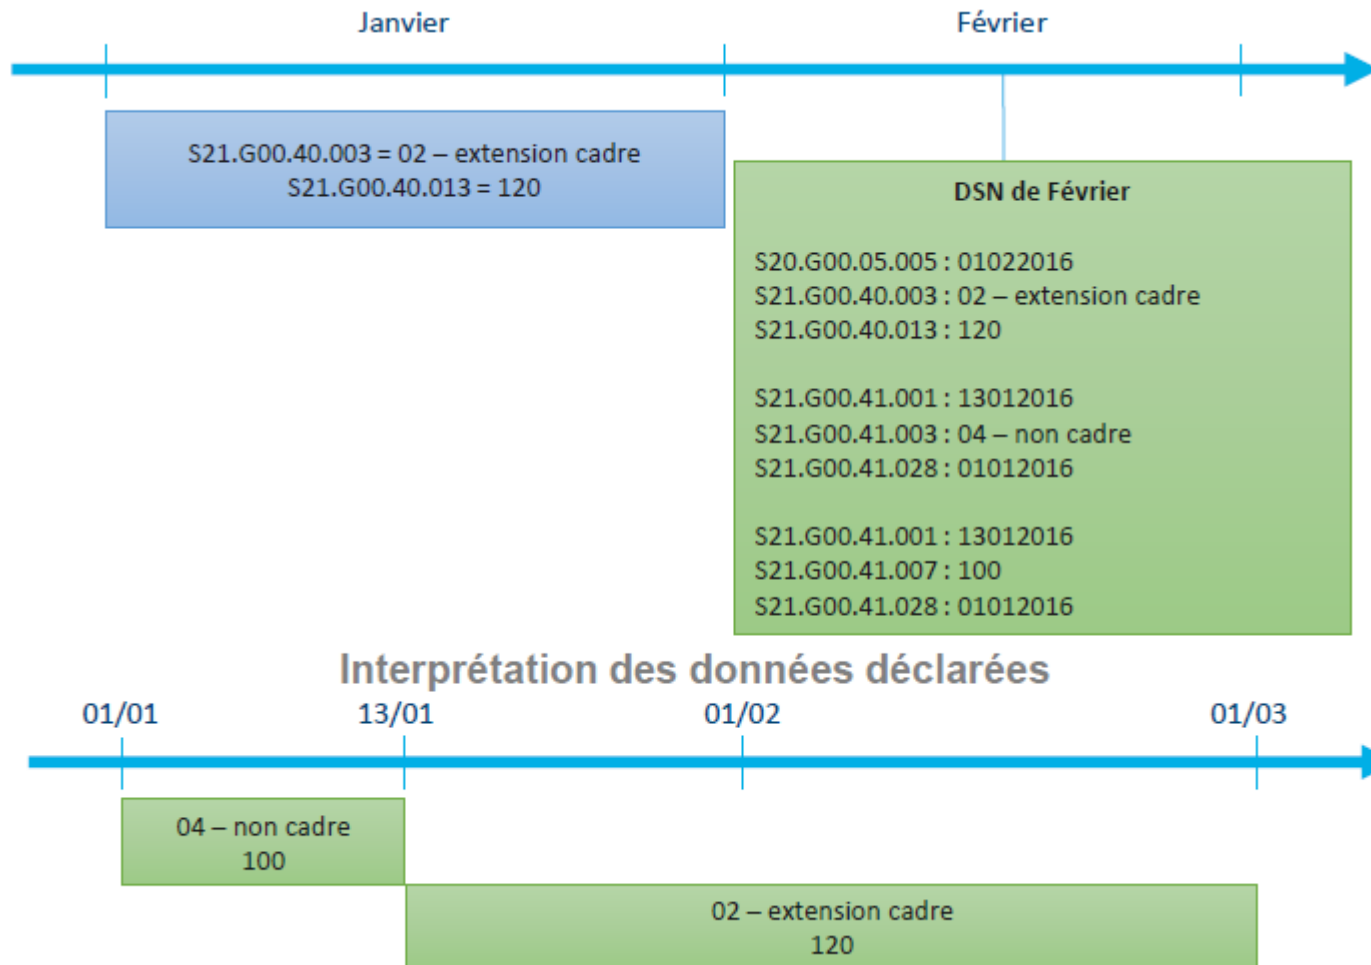 Janvier
Février
S21.G00.40.003 = 02 – extension cadre
S21.G00.40.013 = 120
DSN de Février
S20.G00.05.005 : 01022016
S21.G00.40.003 : 02 – extension cadre
S21.G00.40.013 : 120
S21.G00.41.001 : 13012016
S21.G00.41.003 : 04 – non cadre
S21.G00.41.028 : 01012016
S21.G00.41.001 : 13012016
S21.G00.41.007 : 100
S21.G00.41.028 : 01012016
Interprétation des données déclarées
01/01
13/01
01/02
01/03
04 – non cadre
100
02 – extension cadre
120